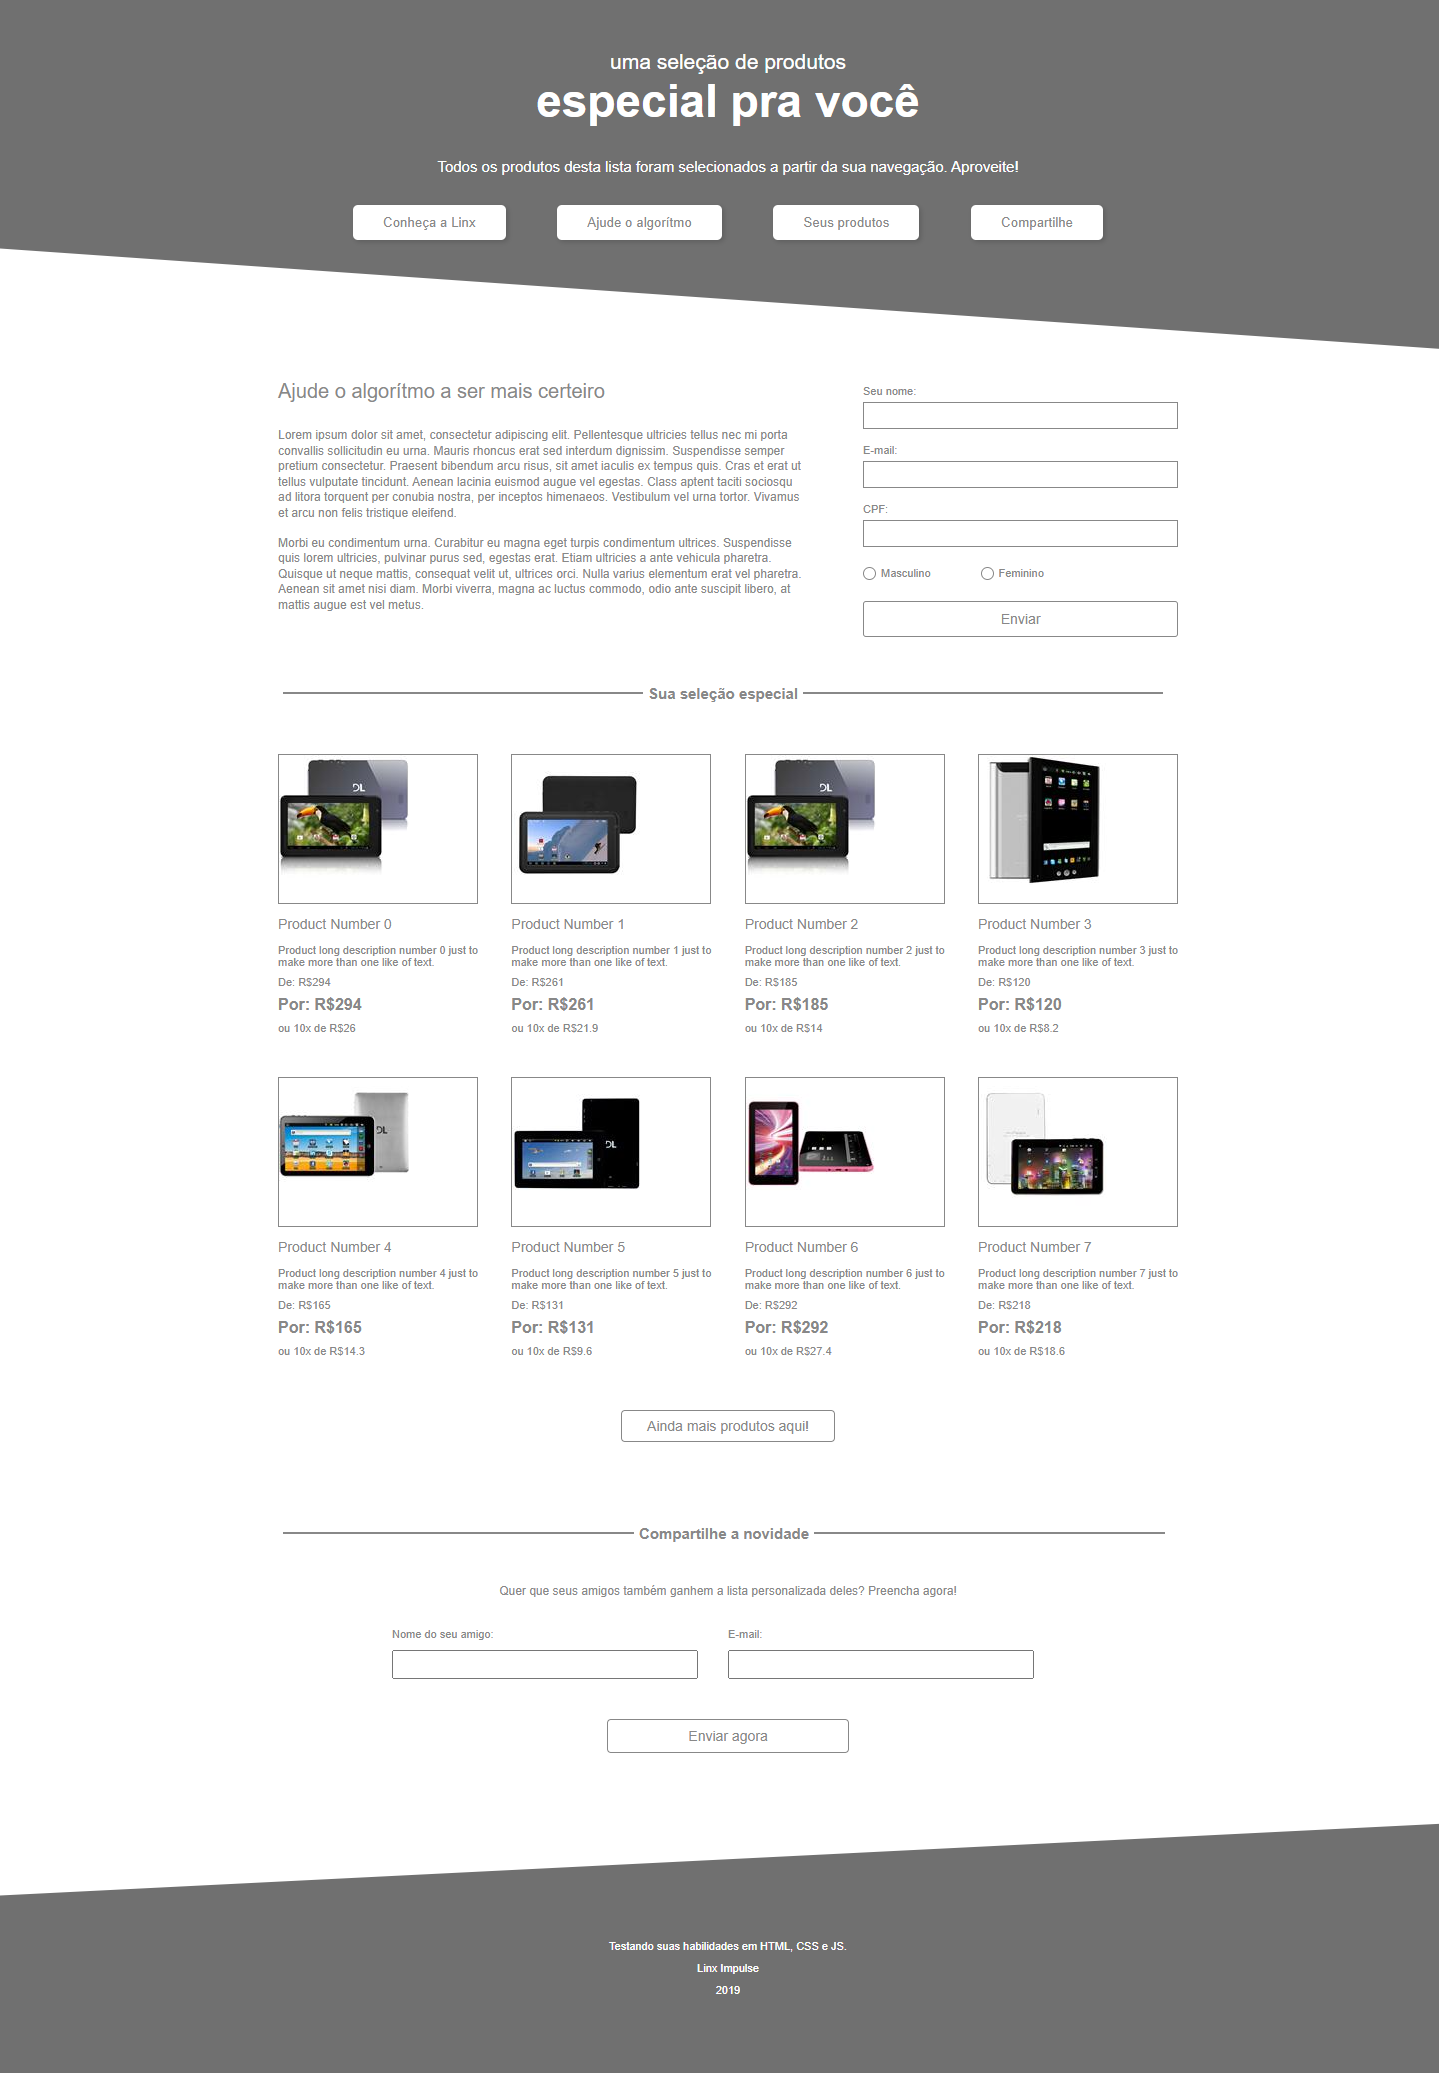 uma seleção de produtos
especial pra você
Todos os produtos desta lista foram selecionados a partir da sua navegação. Aproveite!
Conheça a Linx
Ajude o algorítmo
Seus produtos
Compartilhe
Ajude o algorítmo a ser mais certeiro
Lorem ipsum dolor sit amet, consectetur adipiscing elit. Pellentesque ultricies tellus nec mi porta
convallis sollicitudin eu urna. Mauris rhoncus erat sed interdum dignissim. Suspendisse semper
pretium consectetur. Praesent bibendum arcu risus, sit amet iaculis ex tempus quis. Cras et erat ut
tellus vulputate tincidunt. Aenean lacinia euismod augue vel egestas. Class aptent taciti sociosqu
ad litora torquent per conubia nostra, per inceptos himenaeos. Vestibulum vel urna tortor. Vivamus
et arcu non felis tristique eleifend.
Morbi eu condimentum urna. Curabitur eu magna eget turpis condimentum ultrices. Suspendisse
quis lorem ultricies, pulvinar purus sed, egestas erat. Etiam ultricies a ante vehicula pharetra.
Quisque ut neque mattis, consequat velit ut, ultrices orci. Nulla varius elementum erat vel pharetra.
Aenean sit amet nisi diam. Morbi viverra, magna ac luctus commodo, odio ante suscipit libero, at
mattis augue est vel metus.
Seu nome:
E-mail:
CPF:
Masculino
Feminino
Enviar
Sua seleção especial
DL
DL
Product Number 0
Product long description number 0 just to
make more than one like of text.
De: R$294
Por: R$294
ou 10x de R$26
Product Number 1
Product long description number 1 just to
make more than one like of text.
De: R$261
Por: R$261
ou 10x de R$21.9
Product Number 2
Product long description number 2 just to
make more than one like of text.
De: R$185
Por: R$185
ou 10x de R$14
Product Number 3
Product long description number 3 just to
make more than one like of text.
De: R$120
Por: R$120
ou 10x de R$8.2
DL
DL
Product Number 4
Product long description number 4 just to
make more than one like of text.
De: R$165
Por: R$165
ou 10x de R$14.3
Product Number 5
Product long description number 5 just to
make more than one like of text.
De: R$131
Por: R$131
ou 10x de R$9.6
Product Number 6
Product long description number 6 just to
make more than one like of text.
De: R$292
Por: R$292
ou 10x de R$27.4
Product Number 7
Product long description number 7 just to
make more than one like of text.
De: R$218
Por: R$218
ou 10x de R$18.6
Ainda mais produtos aqui!
Compartilhe a novidade
Quer que seus amigos também ganhem a lista personalizada deles? Preencha agora!
Nome do seu amigo:
E-mail:
Enviar agora
Testando suas habilidades em HTML, CSS e JS.
Linx Impulse
2019